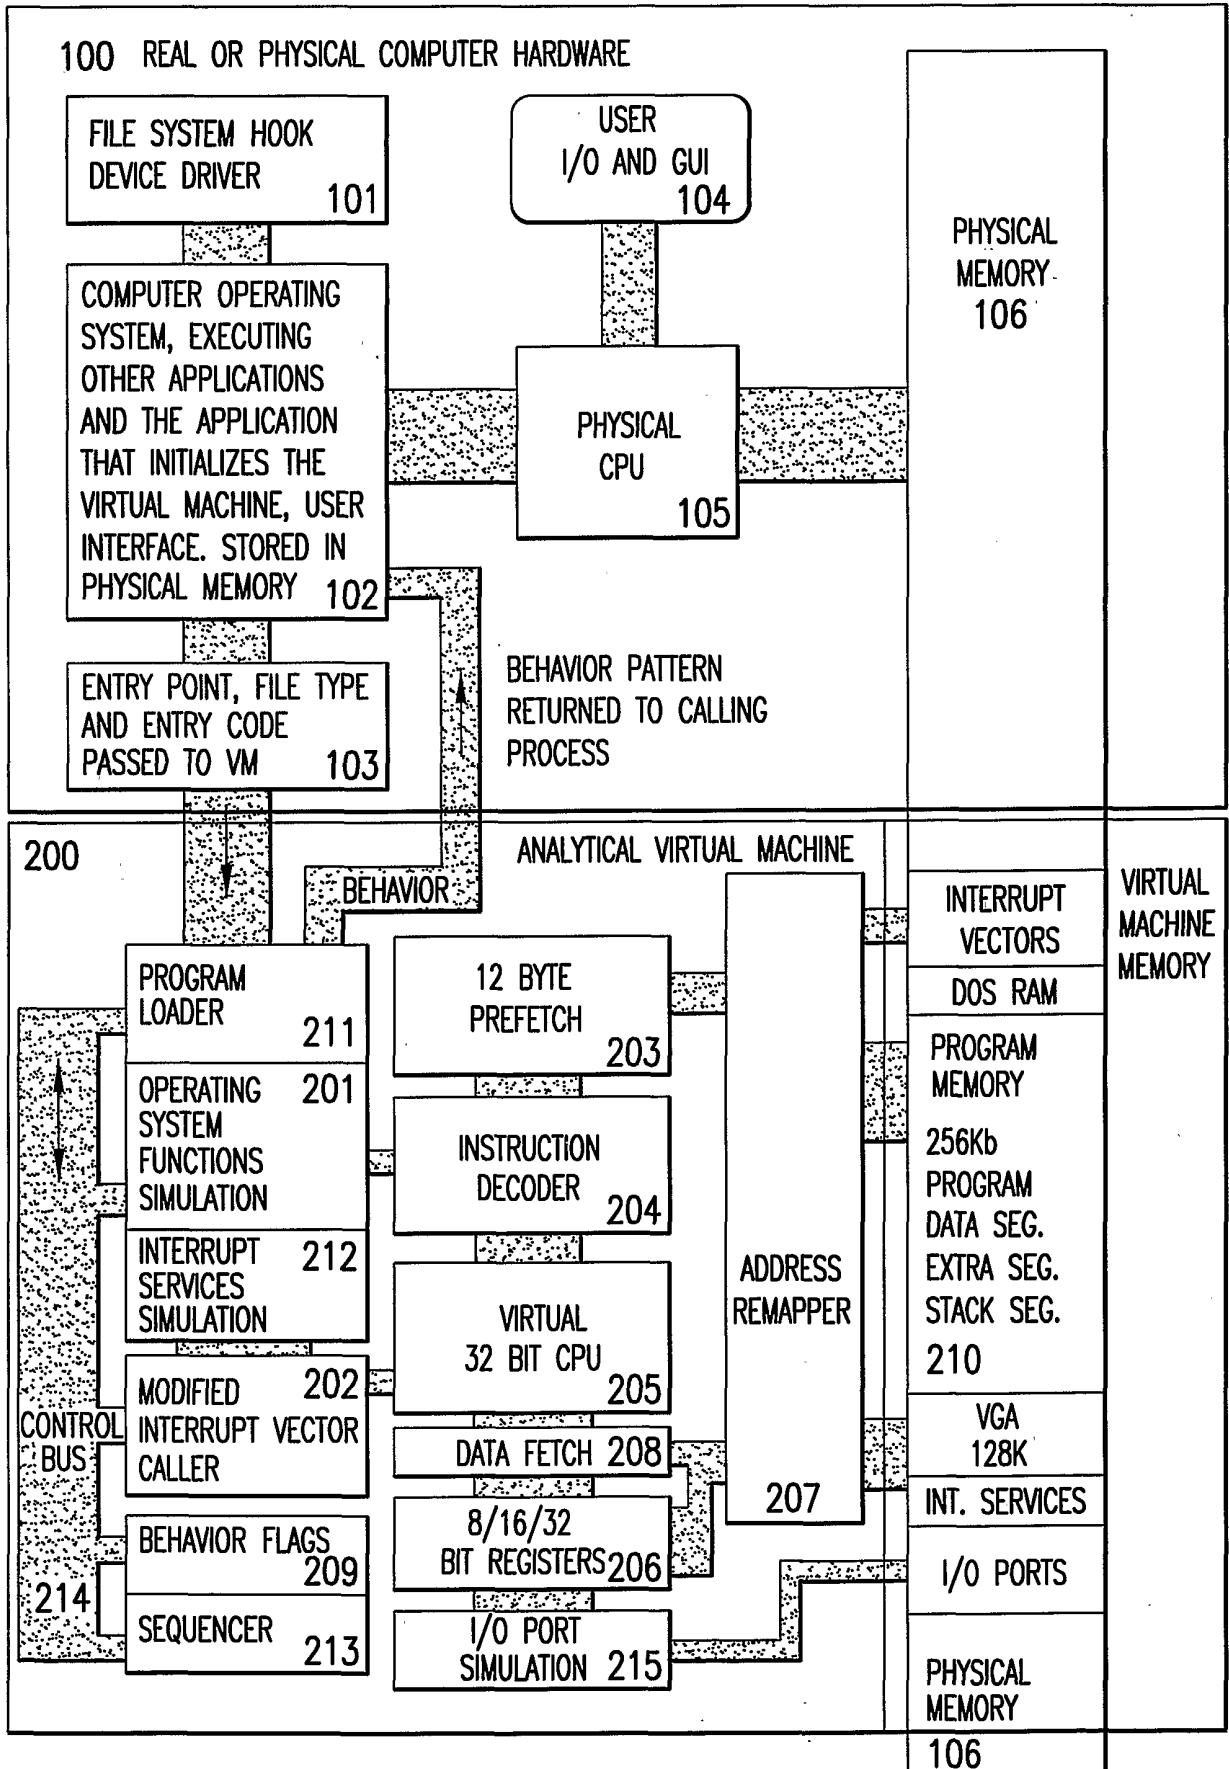 100 REAL OR PHYSICAL COMPUTER HARDWARE
FILE SYSTEM HOOK
DEVICE DRIVER
101
USER
I/O AND GUI
104
PHYSICAL
MEMORY
106
COMPUTER OPERATING
SYSTEM, EXECUTING
OTHER APPLICATIONS
AND THE APPLICATION
THAT INITIALIZES THE
VIRTUAL MACHINE, USER
INTERFACE. STORED IN
PHYSICAL MEMORY
102
PHYSICAL
CPU
105
ENTRY POINT, FILE TYPE
AND ENTRY CODE
PASSED TO VM
103
BEHAVIOR PATTERN
RETURNED TO CALLING
PROCESS
200
ANALYTICAL VIRTUAL MACHINE
BEHAVIOR
PROGRAM
LOADER
211
OPERATING
SYSTEM
FUNCTIONS
SIMULATION
201
INTERRUPT
SERVICES
SIMULATION
212
MODIFIED
INTERRUPT VECTOR
CALLER
202
CONTROL
BUS
BEHAVIOR FLAGS
209
214
SEQUENCER
213
12 BYTE
PREFETCH
203
INSTRUCTION
DECODER
204
VIRTUAL
32 BIT CPU
205
DATA FETCH 208
8/16/32
BIT REGISTERS 206
I/O PORT
SIMULATION 215
ADDRESS
REMAPPER
207
INTERRUPT
VECTORS
DOS RAM
PROGRAM
MEMORY
256Kb
PROGRAM
DATA SEG.
EXTRA SEG.
STACK SEG.
210
VGA
128K
INT. SERVICES
I/O PORTS
PHYSICAL
MEMORY
106
VIRTUAL
MACHINE
MEMORY